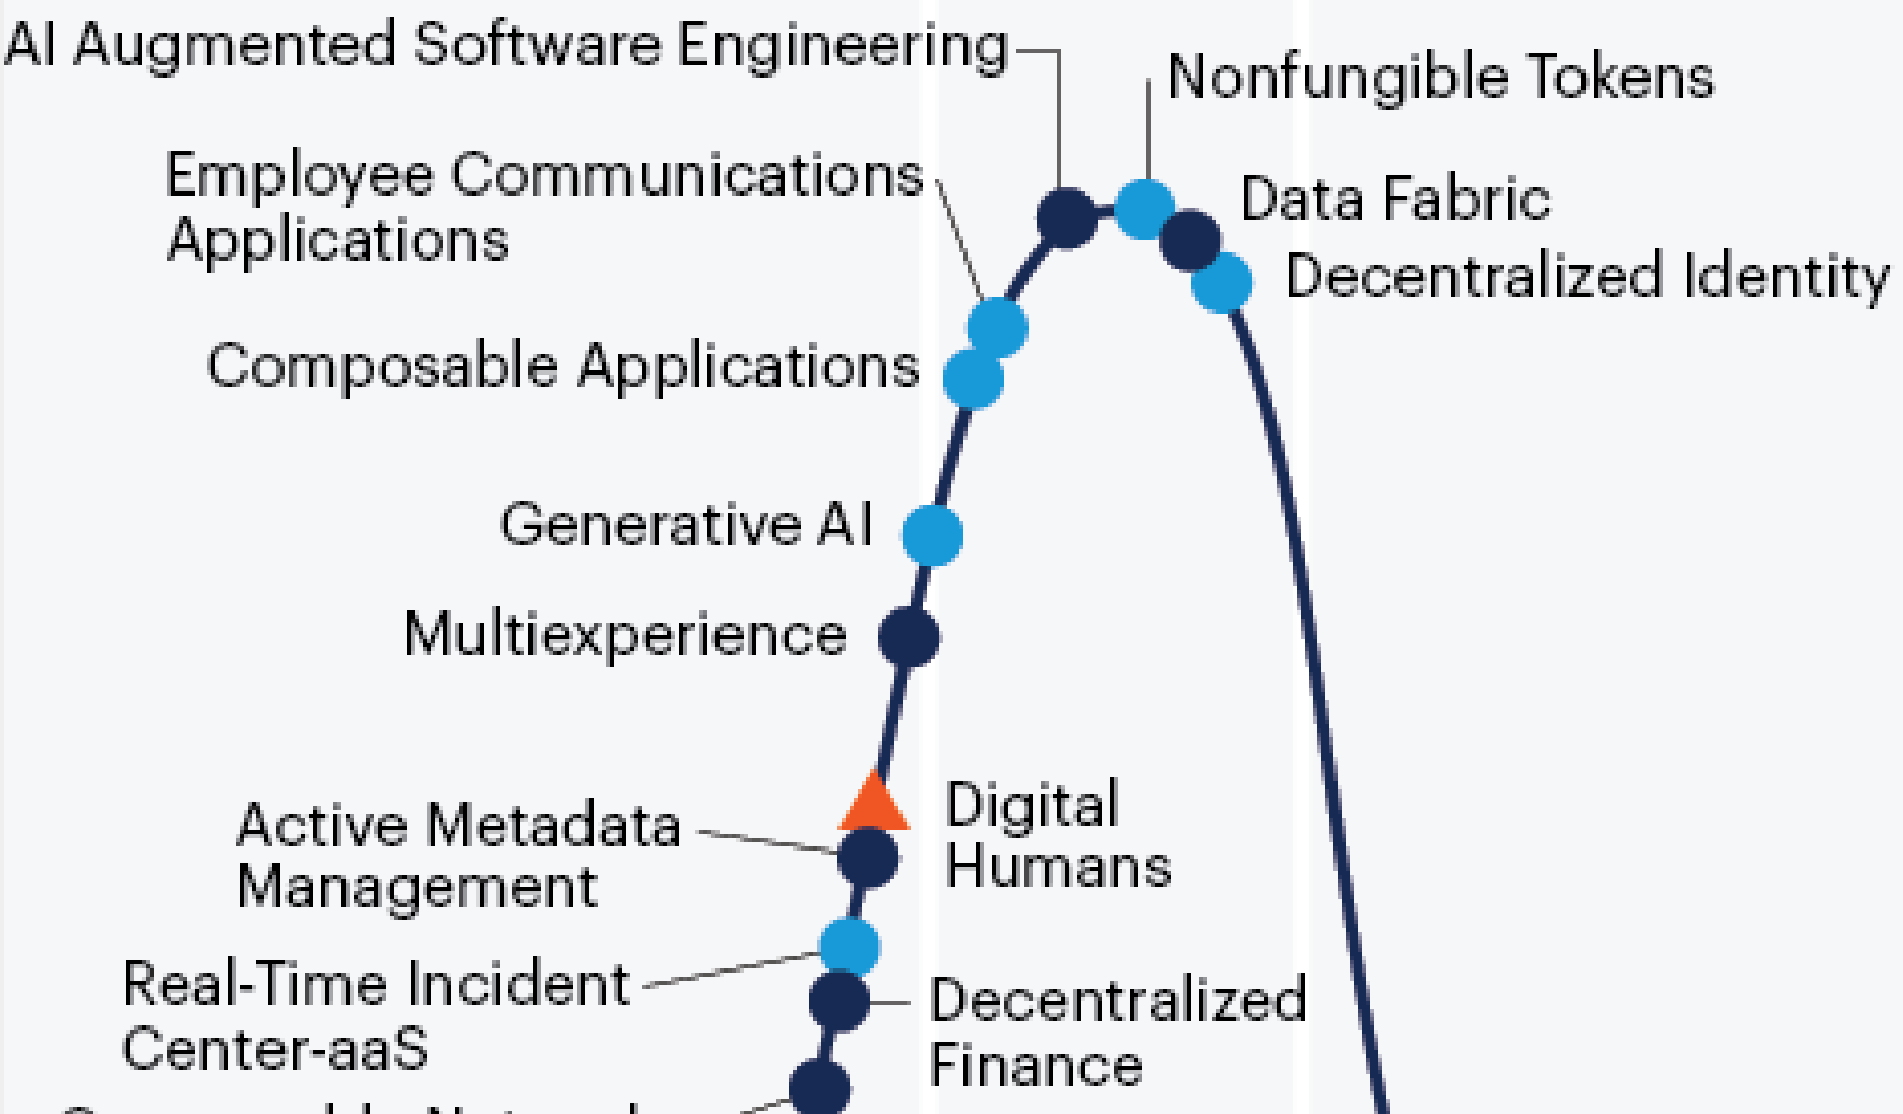 AI Augmented Software Engineering
Nonfungible Tokens
Employee Communications
Applications
Data Fabric
Decentralized Identity
Composable Applications
Generative AI
Multiexperience
Active Metadata
Management
Digital
Humans
Real-Time Incident
Center-aaS
Decentralized
Finance